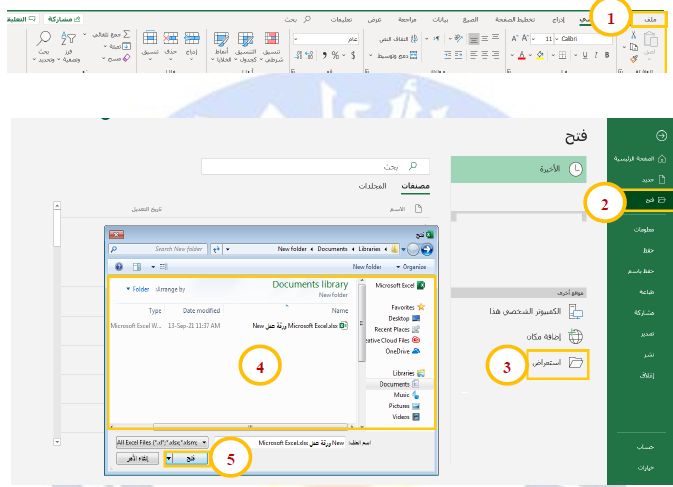 ملف
إدراج
تخطيط الصفحة
الصيغ
بيانات
مراجعة
عرض
تعليمات
بحث
مشاركة
1
Calibri
11
A^ A˅
B I U
التفاف النص
دمج وتوسيط
عام
$ % ,
تنسيق شرطي
التنسيق كجدول
أنماط الخلايا
إدراج
حذف
تنسيق
جمع تلقائي
تعبئة
مسح
فرز وتصفية
بحث وتحديد
فتح
الصفحة الرئيسية
جديد
فتح
2
معلومات
حفظ
حفظ باسم
طباعة
مشاركة
تصدير
نشر
إغلاق
حساب
خيارات
الأخيرة
مواقع أخرى
الكمبيوتر الشخصي هذا
إضافة مكان
استعراض
3
بحث
مصنفات
المجلدات
الاسم
تاريخ التعديل
فتح
New folder
Documents
Libraries
Search New folder
Organize
New folder
Microsoft Excel
Favorites
Desktop
Recent Places
eative Cloud Files
OneDrive
Libraries
Documents
Music
Pictures
Videos
Documents library
New folder
Arrange by:
Folder
Name
Date modified
Type
New ورقة عمل Microsoft Excel.xlsx
13-Sep-21 11:37 AM
Microsoft Excel W...
4
اسم الملف:
New ورقة عمل Microsoft Excel.xlsx
All Excel Files (*.xl*;*.xlsx;*.xlsm;
فتح
إلغاء الأمر
5